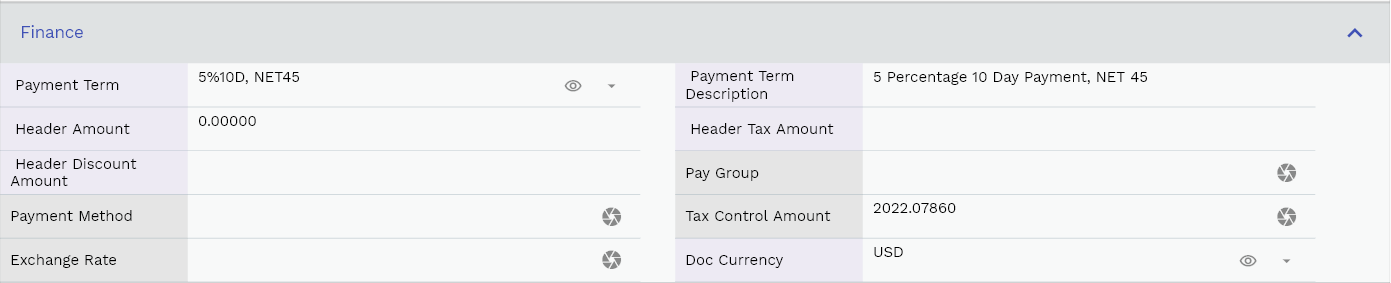 Finance
Payment Term 5%10D, NET45 Payment Term Description 5 Percentage 10 Day Payment, NET 45
Header Amount 0.00000 Header Tax Amount
Header Discount Amount Pay Group
Payment Method Tax Control Amount 2022.07860
Exchange Rate Doc Currency USD